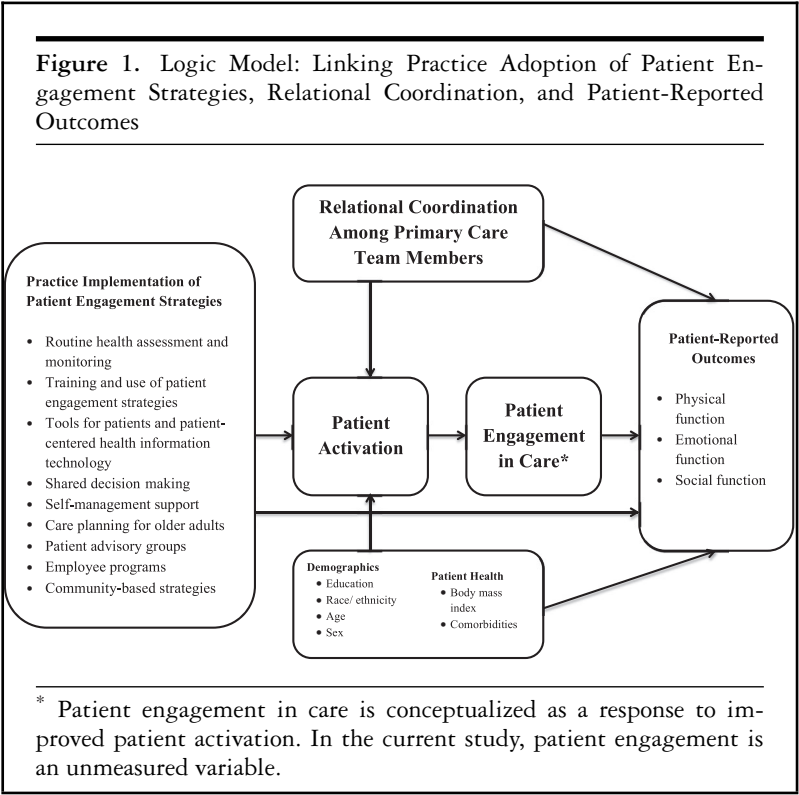 Figure 1. Logic Model: Linking Practice Adoption of Patient En-
gagement Strategies, Relational Coordination, and Patient-Reported
Outcomes
Relational Coordination
Among Primary Care
Team Members
Practice Implementation of
Patient Engagement Strategies
• Routine health assessment and
monitoring
• Training and use of patient
engagement strategies
• Tools for patients and patient-
centered health information
technology
• Shared decision making
• Self-management support
• Care planning for older adults
• Patient advisory groups
• Employee programs
• Community-based strategies
Patient
Activation
Patient
Engagement
in Care*
Patient-Reported
Outcomes
• Physical
function
• Emotional
function
• Social function
Demographics
• Education
• Race/ ethnicity
• Age
• Sex
Patient Health
• Body mass
index
• Comorbidities
* Patient engagement in care is conceptualized as a response to im-
proved patient activation. In the current study, patient engagement is
an unmeasured variable.